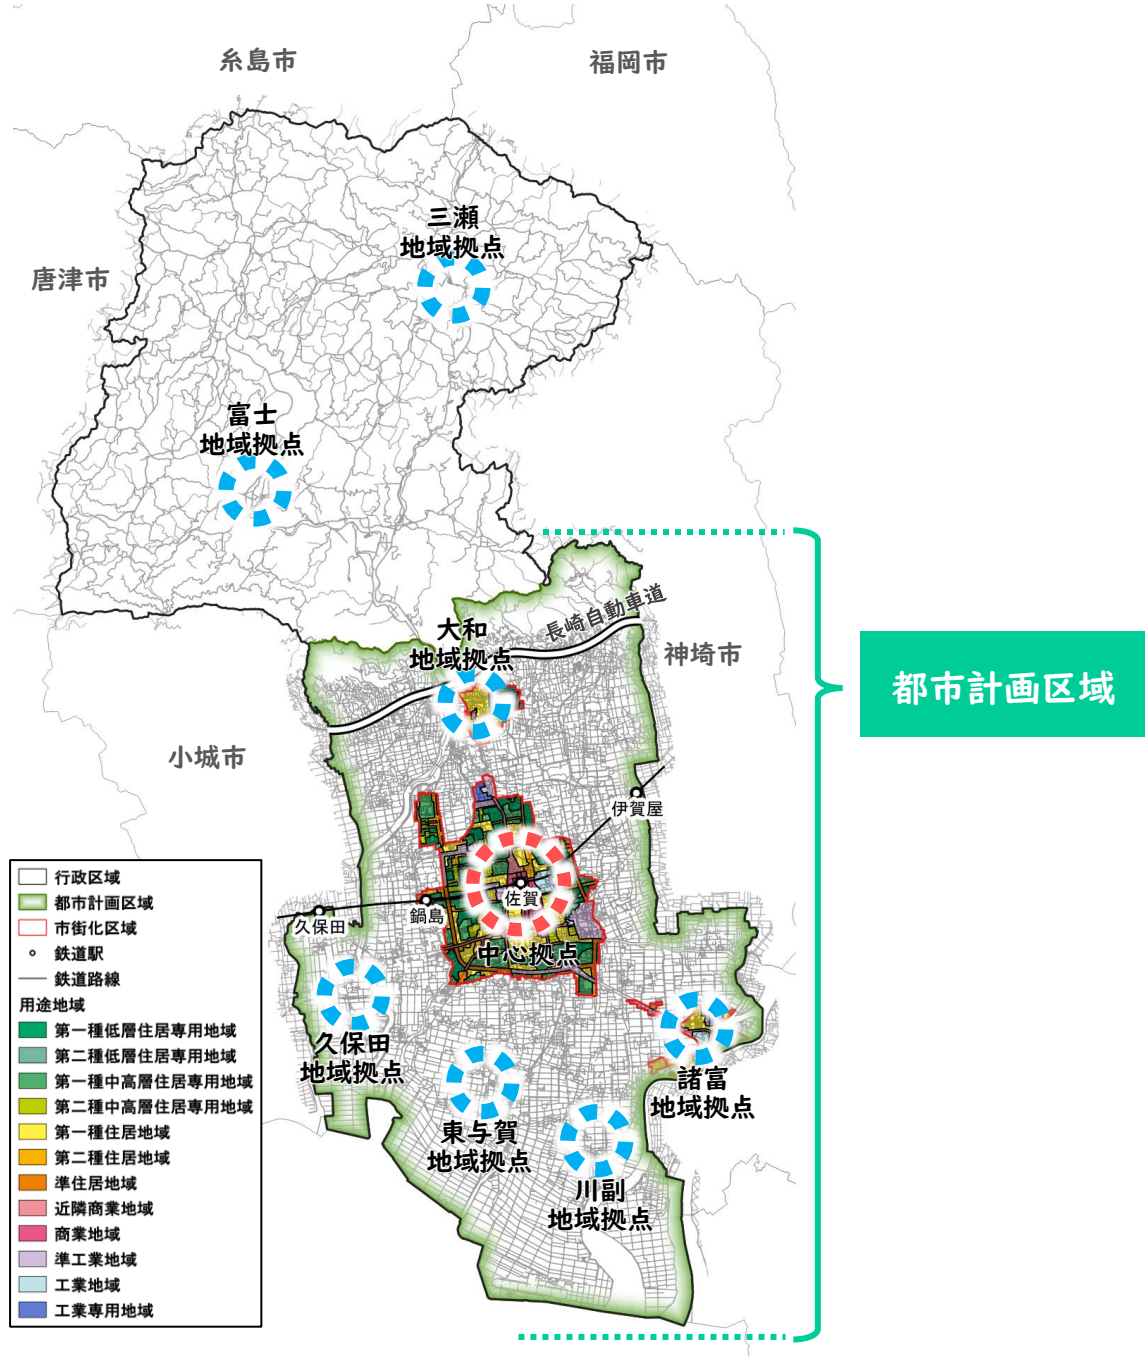 糸島市
福岡市
三瀬
地域拠点
唐津市
富士
地域拠点
長崎自動車道
大和
地域拠点
神埼市
都市計画区域
小城市
伊賀屋
佐賀
鍋島
久保田
中心拠点
久保田
地域拠点
諸富
地域拠点
東与賀
地域拠点
川副
地域拠点
行政区域
都市計画区域
市街化区域
鉄道駅
鉄道路線
用途地域
第一種低層住居専用地域
第二種低層住居専用地域
第一種中高層住居専用地域
第二種中高層住居専用地域
第一種住居地域
第二種住居地域
準住居地域
近隣商業地域
商業地域
準工業地域
工業地域
工業専用地域